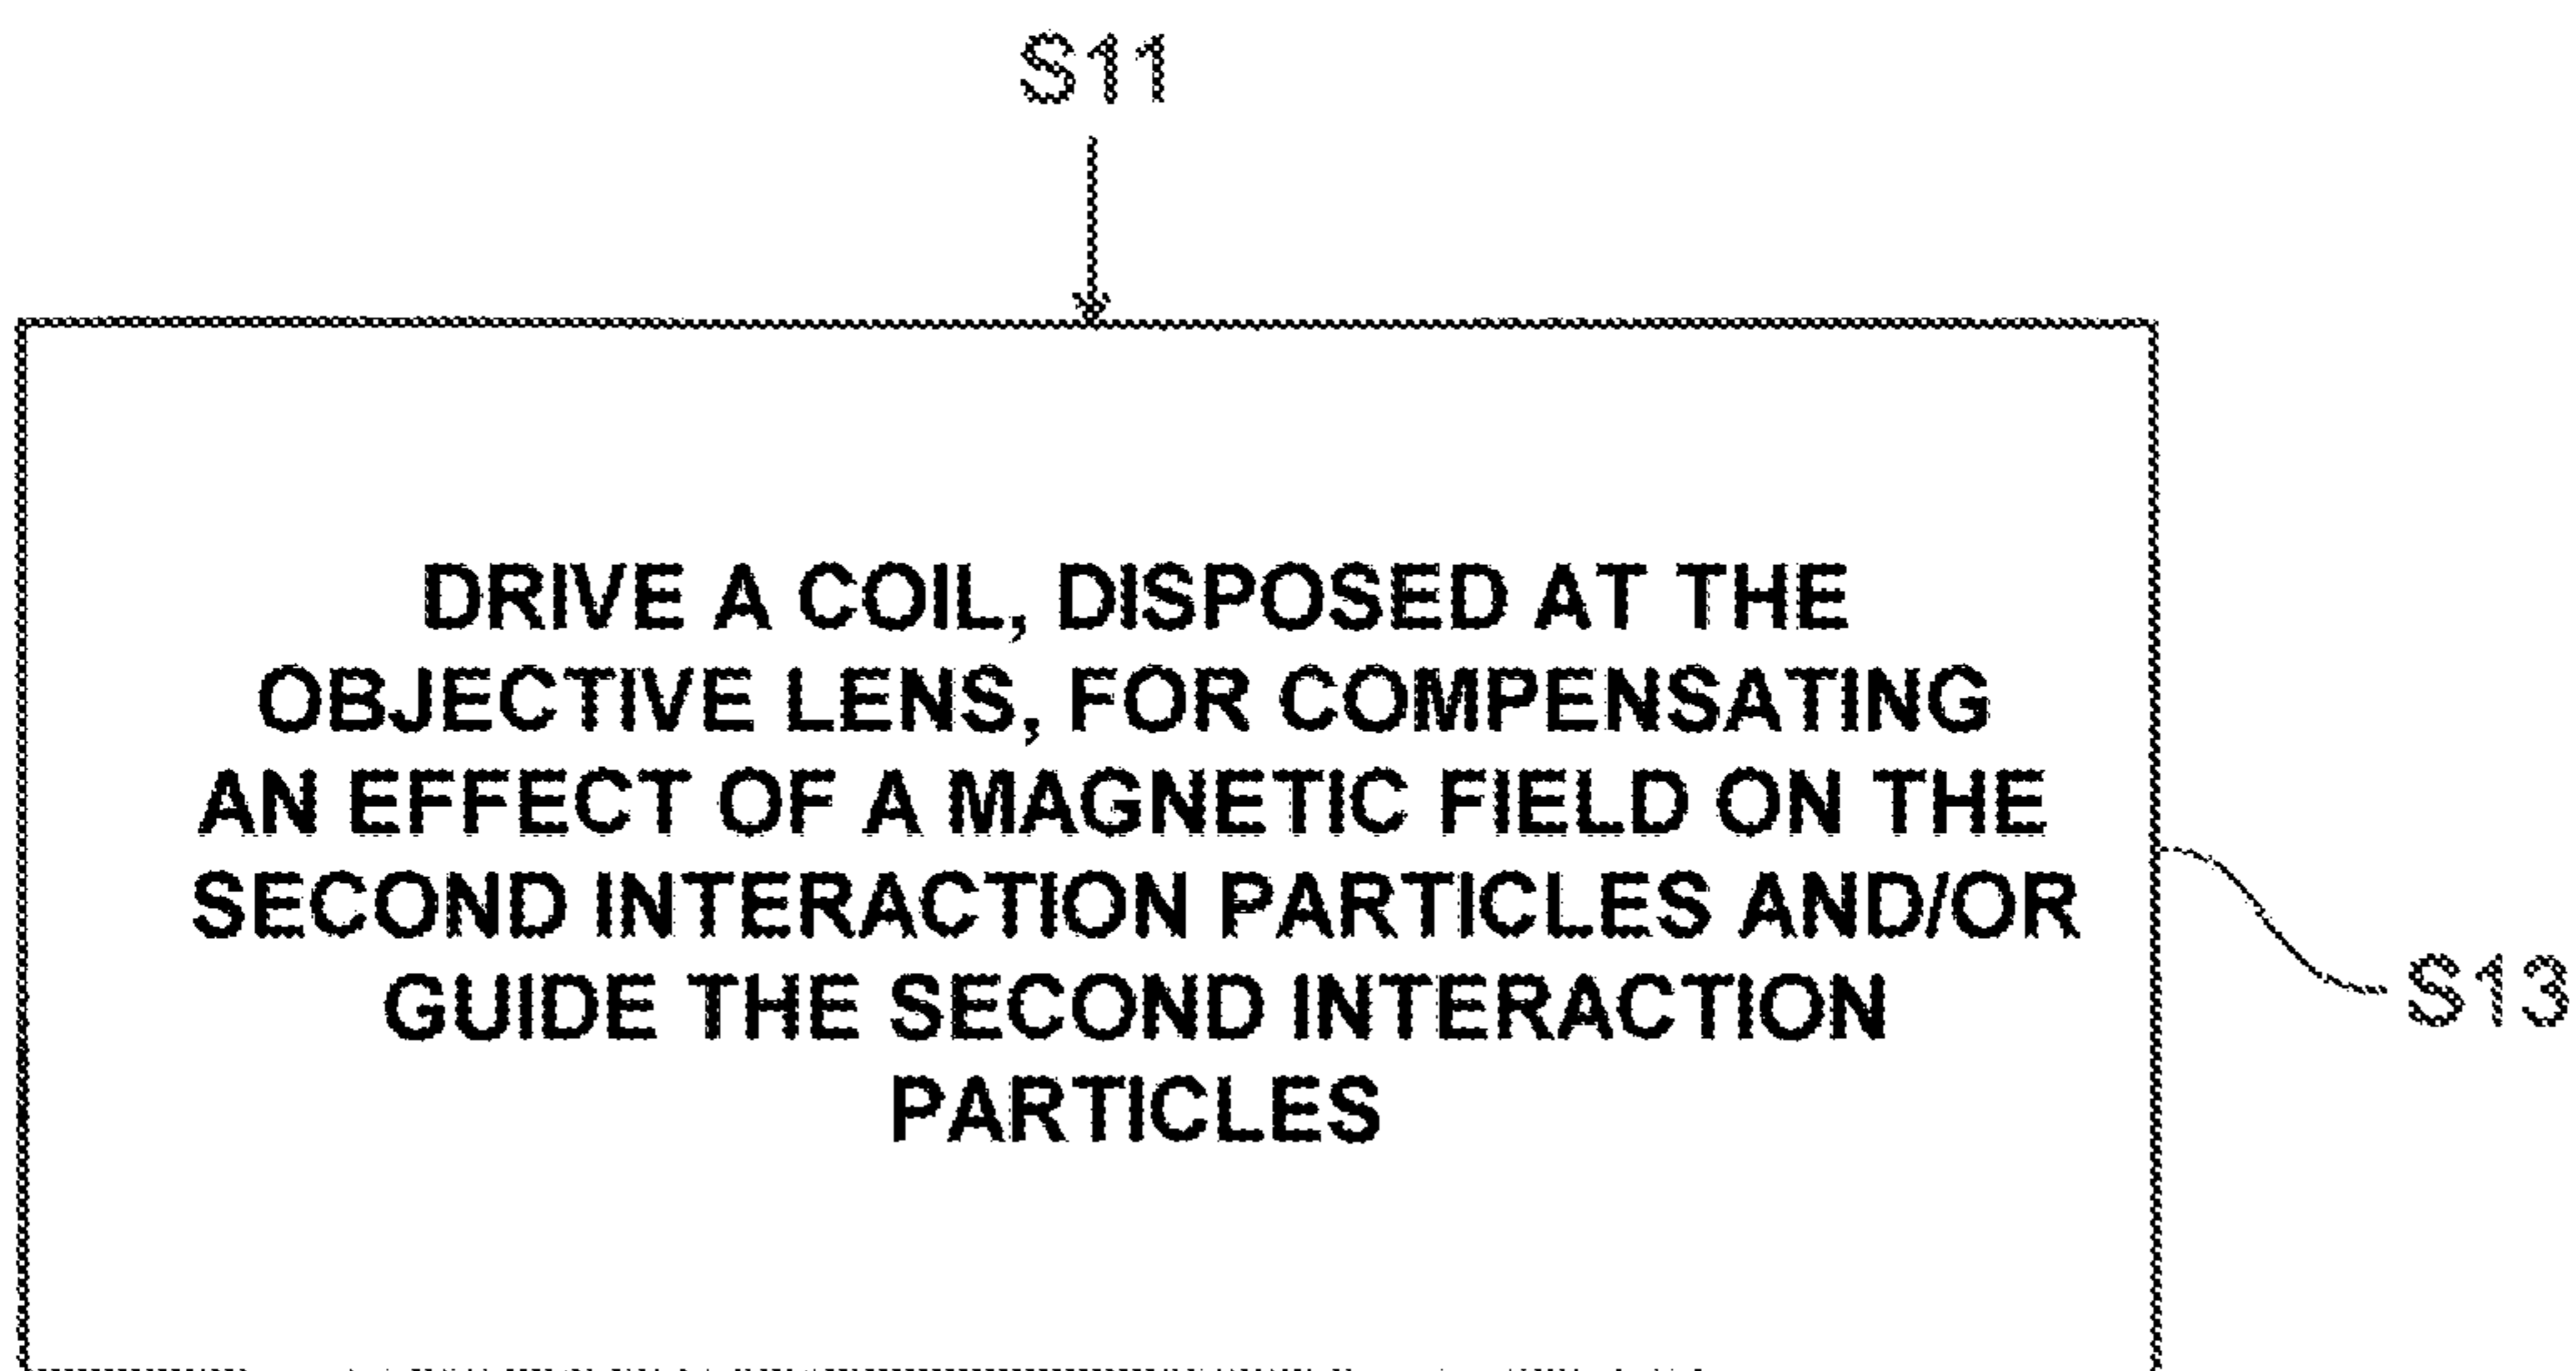 S11
DRIVE A COIL, DISPOSED AT THE
OBJECTIVE LENS, FOR COMPENSATING
AN EFFECT OF A MAGNETIC FIELD ON THE
SECOND INTERACTION PARTICLES AND/OR
GUIDE THE SECOND INTERACTION
PARTICLES
S13